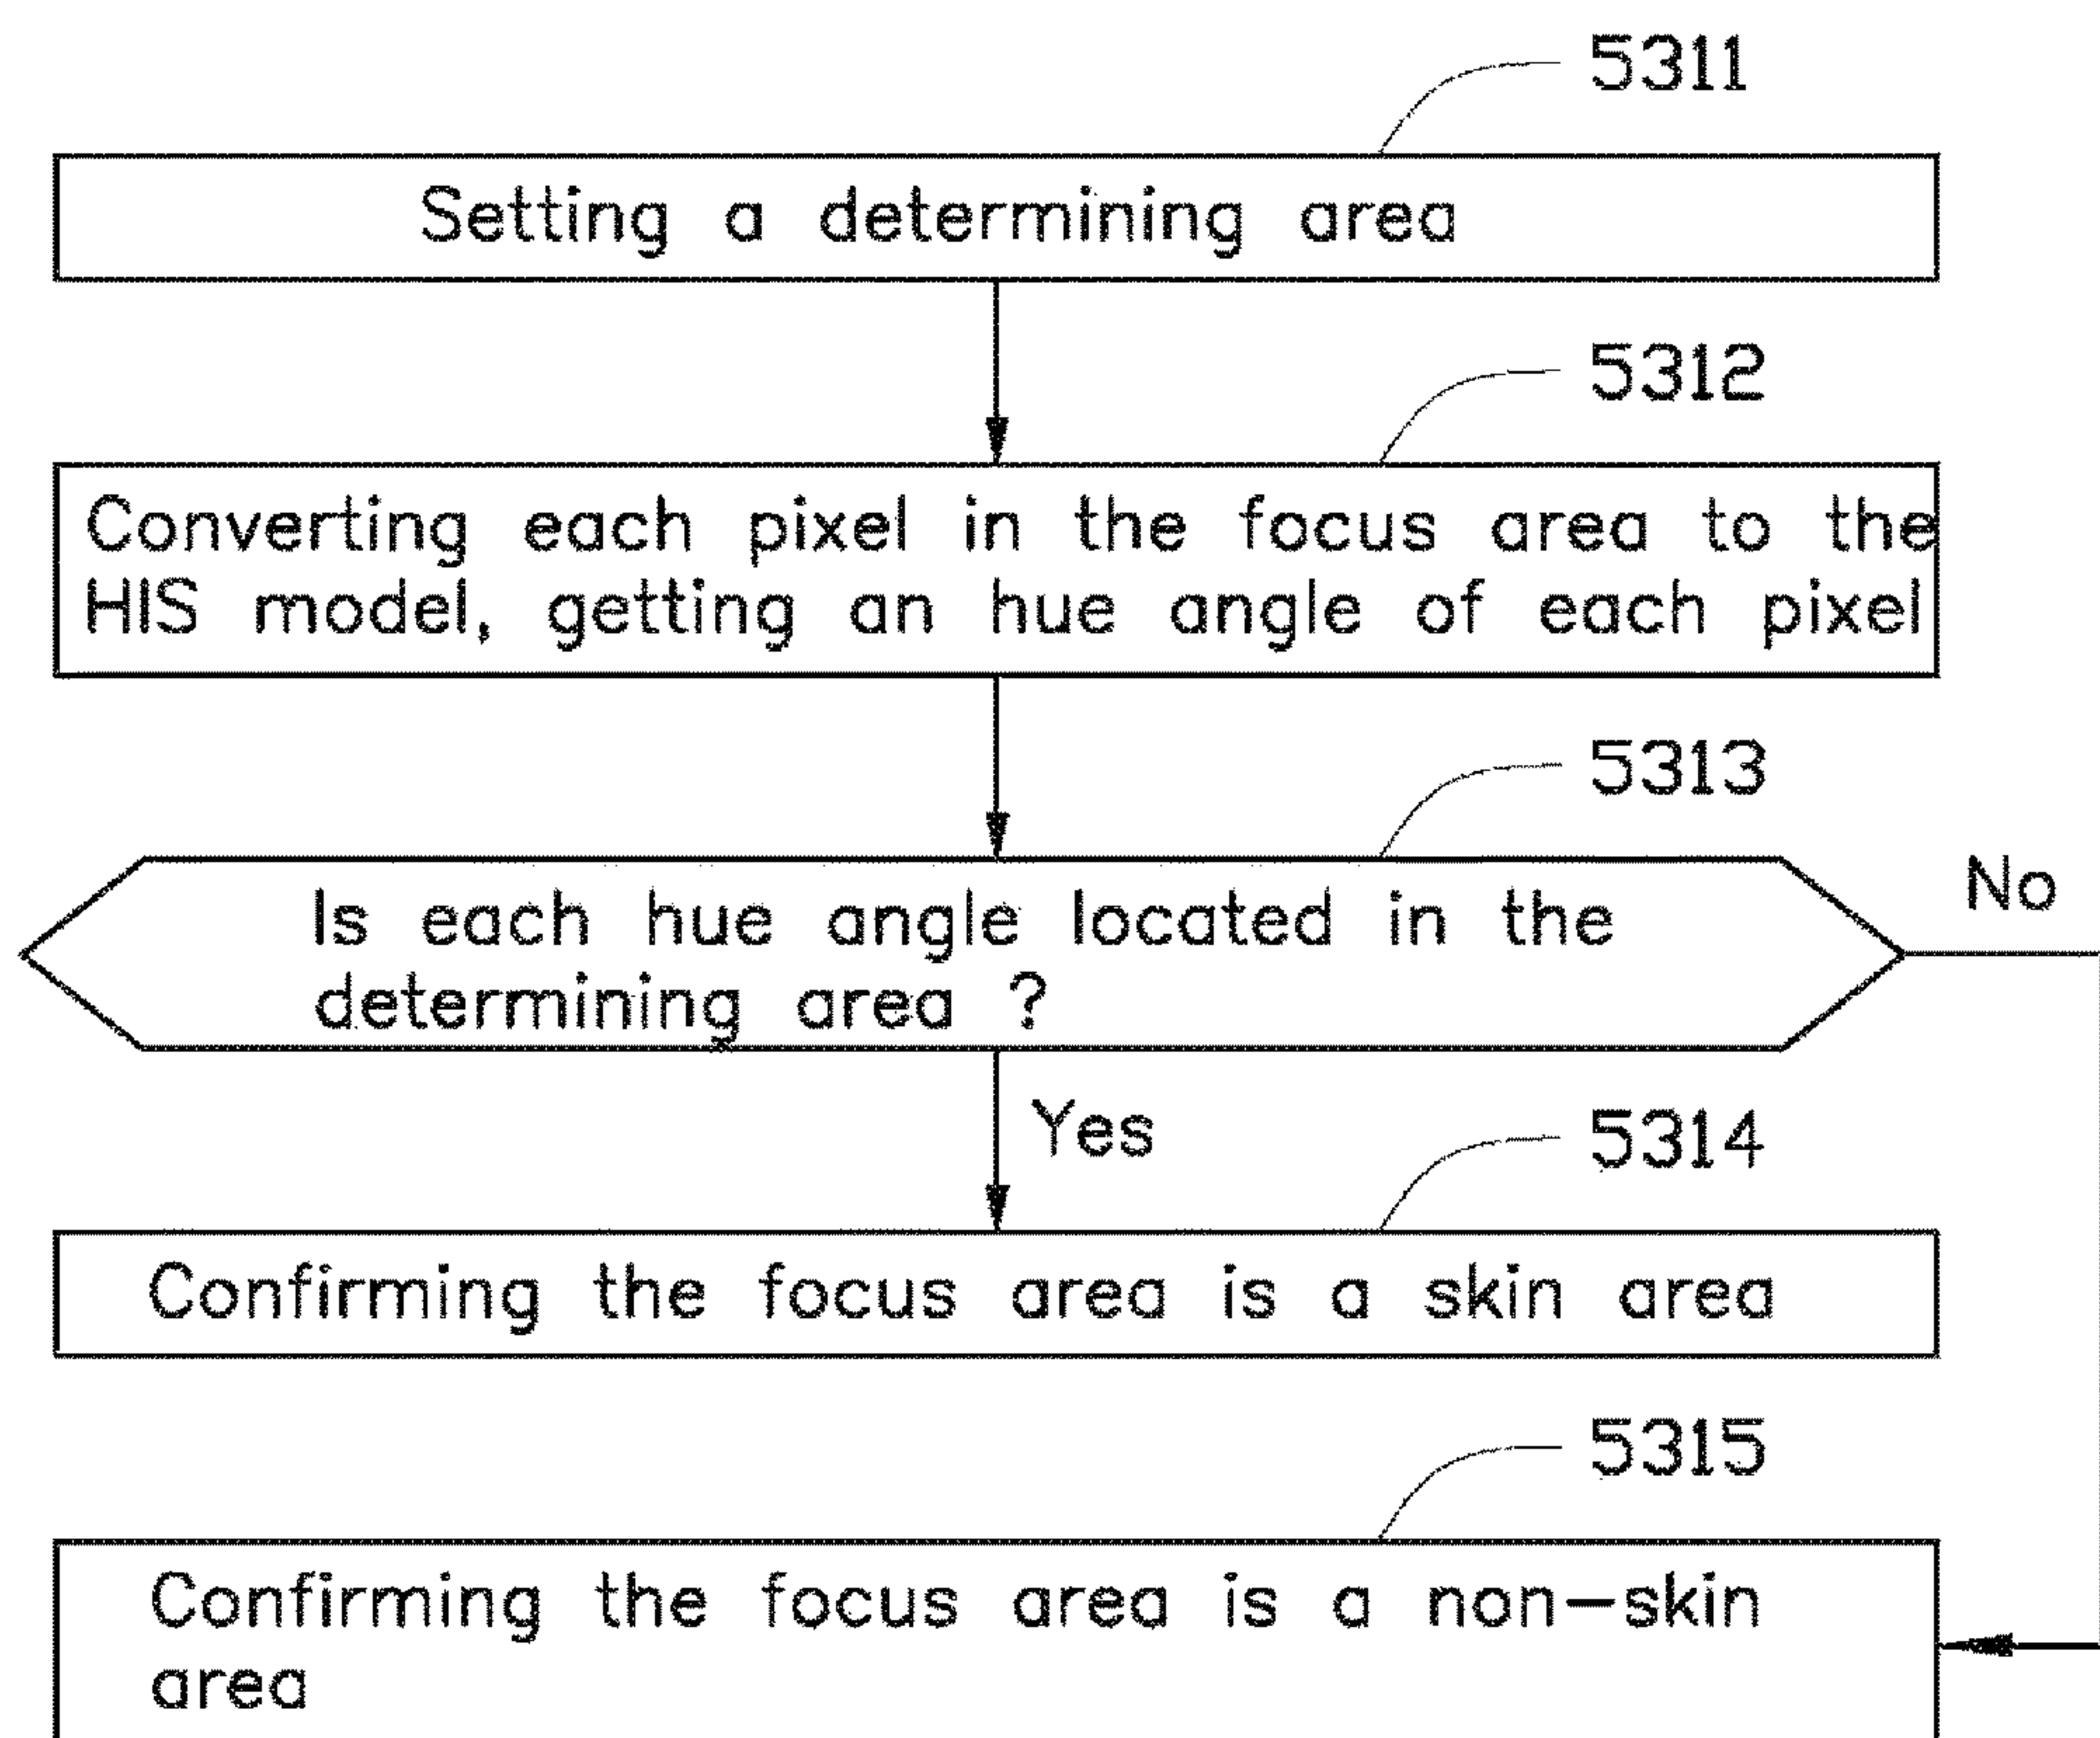 5311
Setting a determining area
5312
Converting each pixel in the focus area to the
HIS model, getting an hue angle of each pixel
5313
Is each hue angle located in the
determining area ?
No
Yes
5314
Confirming the focus area is a skin area
5315
Confirming the focus area is a non-skin
area